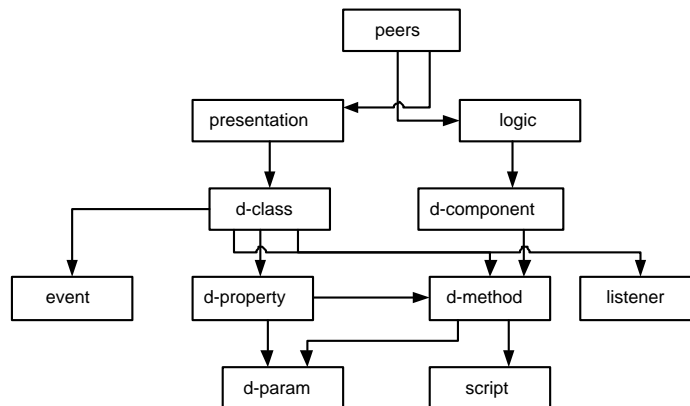 peers
presentation
logic
d-class
d-component
event
d-property
d-method
listener
d-param
script